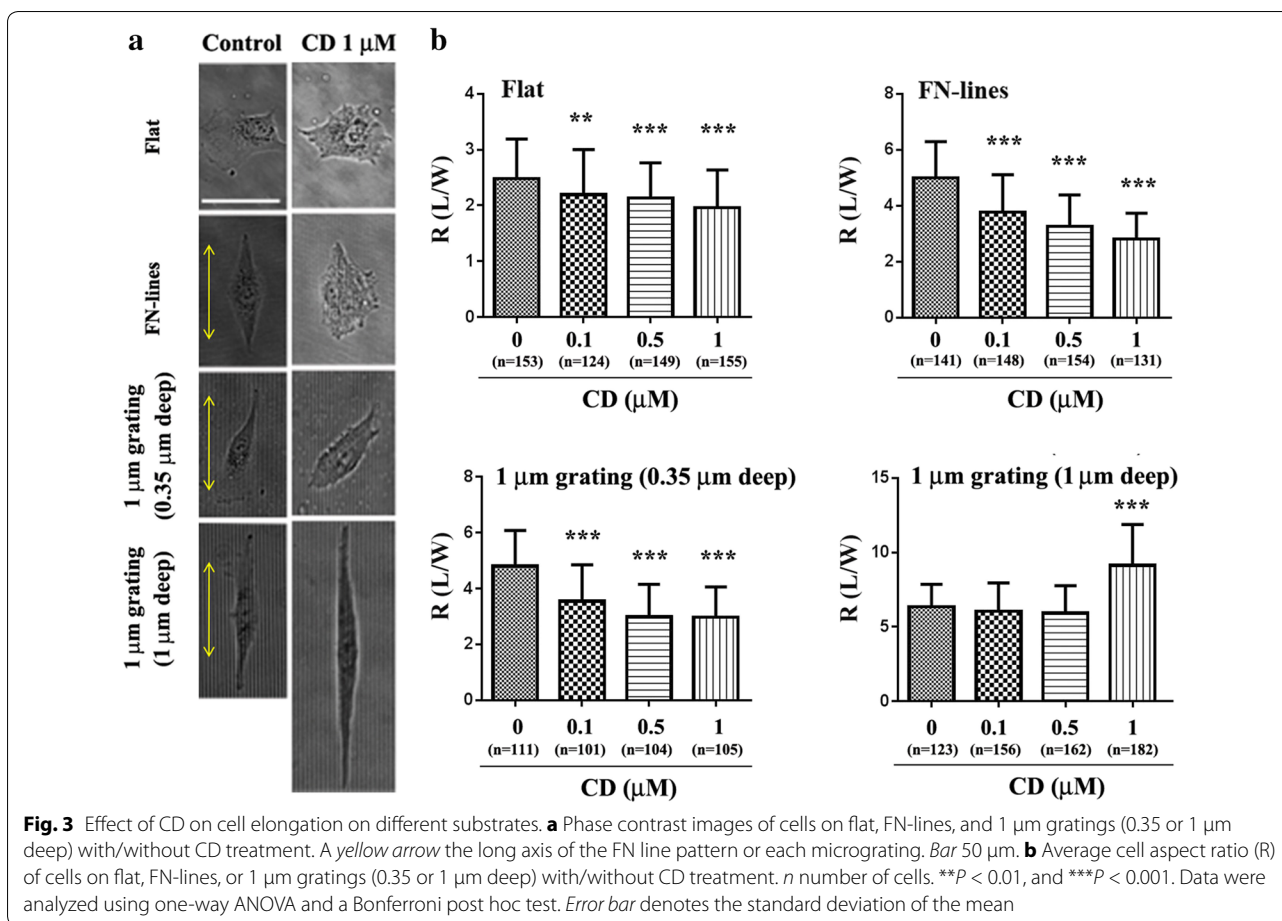 a
Control CD 1 μM
Flat
FN-lines
1 μm grating
(0.35 μm deep)
1 μm grating
(1 μm deep)
b
Flat
R (L/W)
4
3
2
1
0
** *** ***
0 0.1 0.5 1
(n=153) (n=124) (n=149) (n=155)
CD (μM)
FN-lines
R (L/W)
8
6
4
2
0
*** *** ***
0 0.1 0.5 1
(n=141) (n=148) (n=154) (n=131)
CD (μM)
1 μm grating (0.35 μm deep)
R (L/W)
8
6
4
2
0
*** *** ***
0 0.1 0.5 1
(n=111) (n=101) (n=104) (n=105)
CD (μM)
1 μm grating (1 μm deep)
R (L/W)
15
10
5
0
***
0 0.1 0.5 1
(n=123) (n=156) (n=162) (n=182)
CD (μM)
Fig. 3 Effect of CD on cell elongation on different substrates. a Phase contrast images of cells on flat, FN-lines, and 1 μm gratings (0.35 or 1 μm
deep) with/without CD treatment. A yellow arrow the long axis of the FN line pattern or each micrograting. Bar 50 μm. b Average cell aspect ratio (R)
of cells on flat, FN-lines, or 1 μm gratings (0.35 or 1 μm deep) with/without CD treatment. n number of cells. **P < 0.01, and ***P < 0.001. Data were
analyzed using one-way ANOVA and a Bonferroni post hoc test. Error bar denotes the standard deviation of the mean